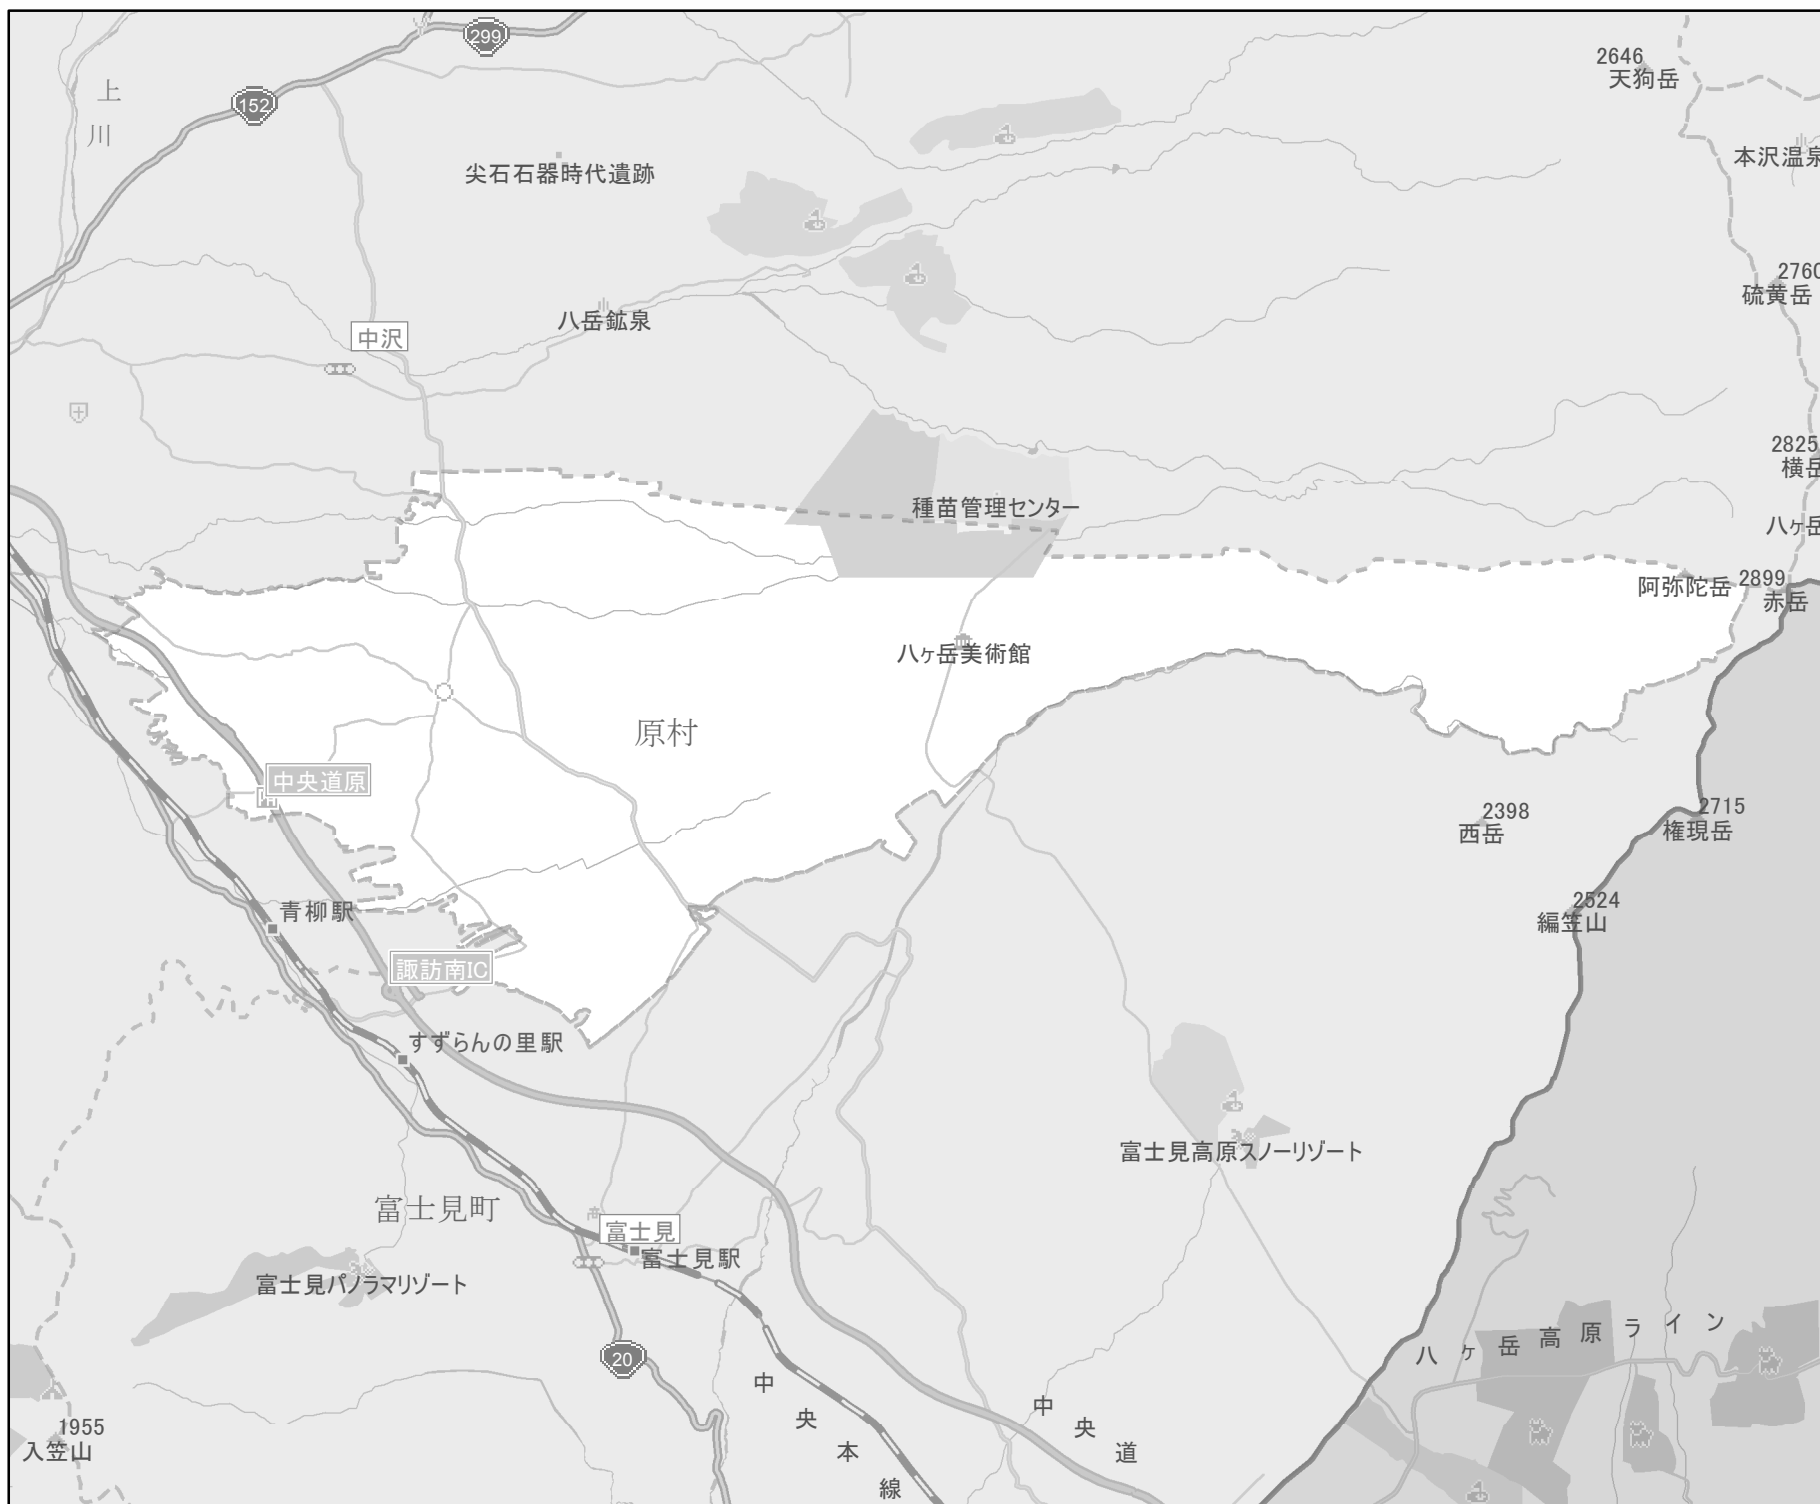 299
2646
天狗岳
上
川
152
本沢温泉
尖石石器時代遺跡
2760
硫黄岳
八岳鉱泉
中沢
2825
横岳
種苗管理センター
八ヶ岳
阿弥陀岳
2899
赤岳
八ヶ岳美術館
原村
中央道原
2398
西岳
2715
権現岳
2524
編笠山
青柳駅
諏訪南IC
すずらんの里駅
富士見高原スノーリゾート
富士見町
富士見
富士見駅
富士見パノラマリゾート
20
八ヶ岳高原ライン
中央本線
中央道
1955
入笠山